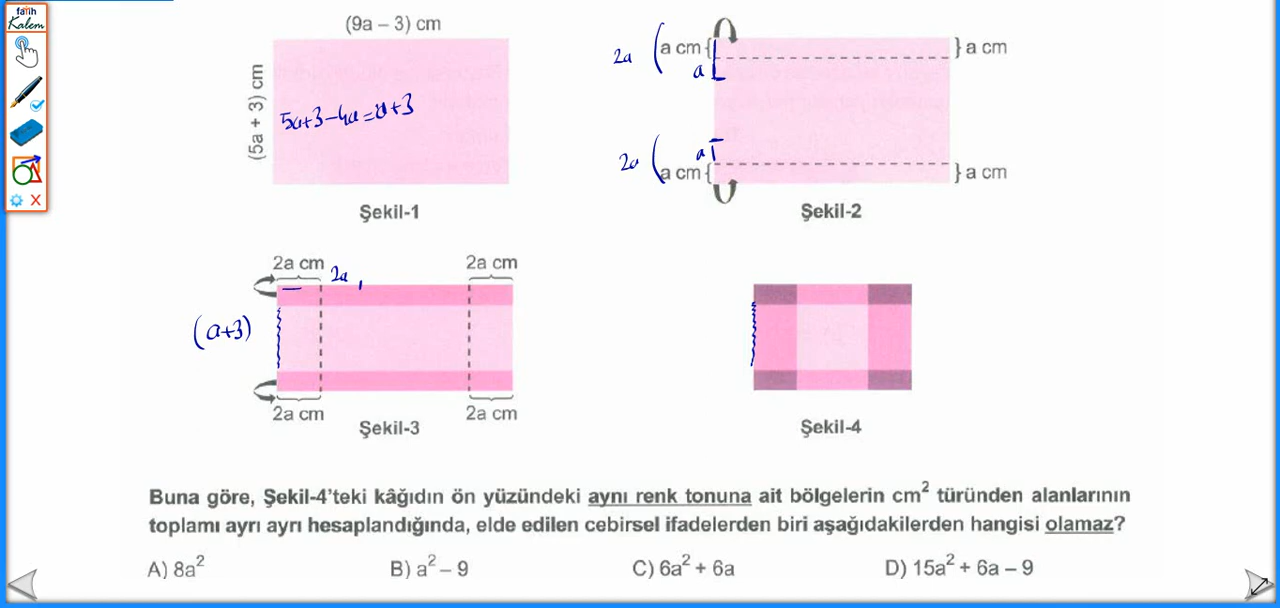 fatih
Kalem
(9a – 3) cm
(5a + 3) cm
5a+3-4a=a+3
Şekil-1
2a
a cm
a
} a cm
2a
a
a cm
} a cm
Şekil-2
2a cm
2a
2a cm
(a+3)
2a cm
2a cm
Şekil-3
Şekil-4
Buna göre, Şekil-4'teki kâğıdın ön yüzündeki aynı renk tonuna ait bölgelerin cm² türünden alanlarının
toplamı ayrı ayrı hesaplandığında, elde edilen cebirsel ifadelerden biri aşağıdakilerden hangisi olamaz?
A) 8a² B) a² – 9 C) 6a² + 6a D) 15a² + 6a – 9